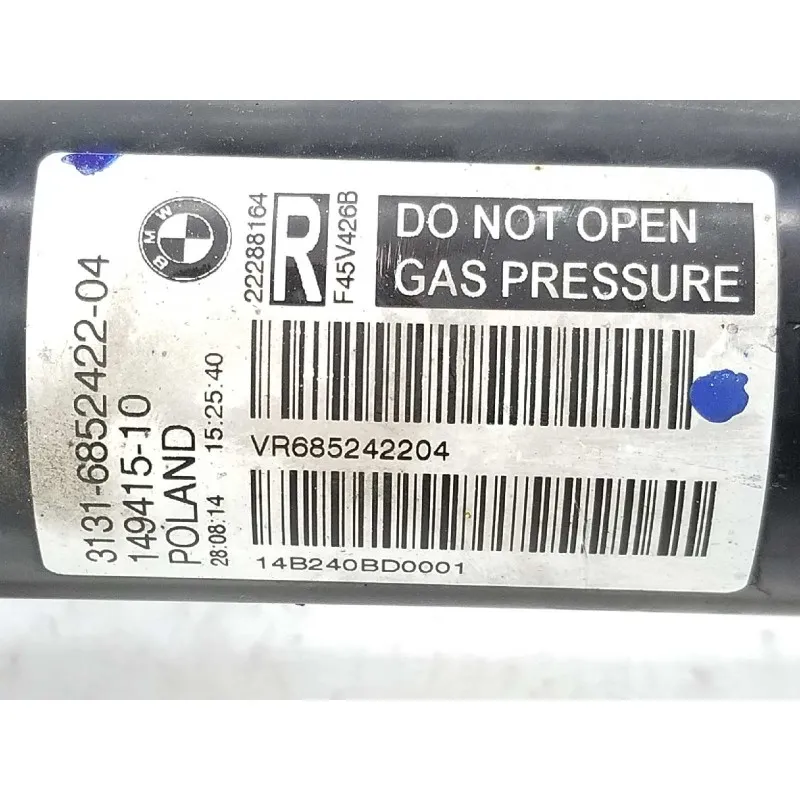 BMW
3131-6852422-04
149415-10
POLAND
28:08:14 15:25:40
22288164
R
F45V426B
DO NOT OPEN
GAS PRESSURE
VR685242204
14B240BD0001